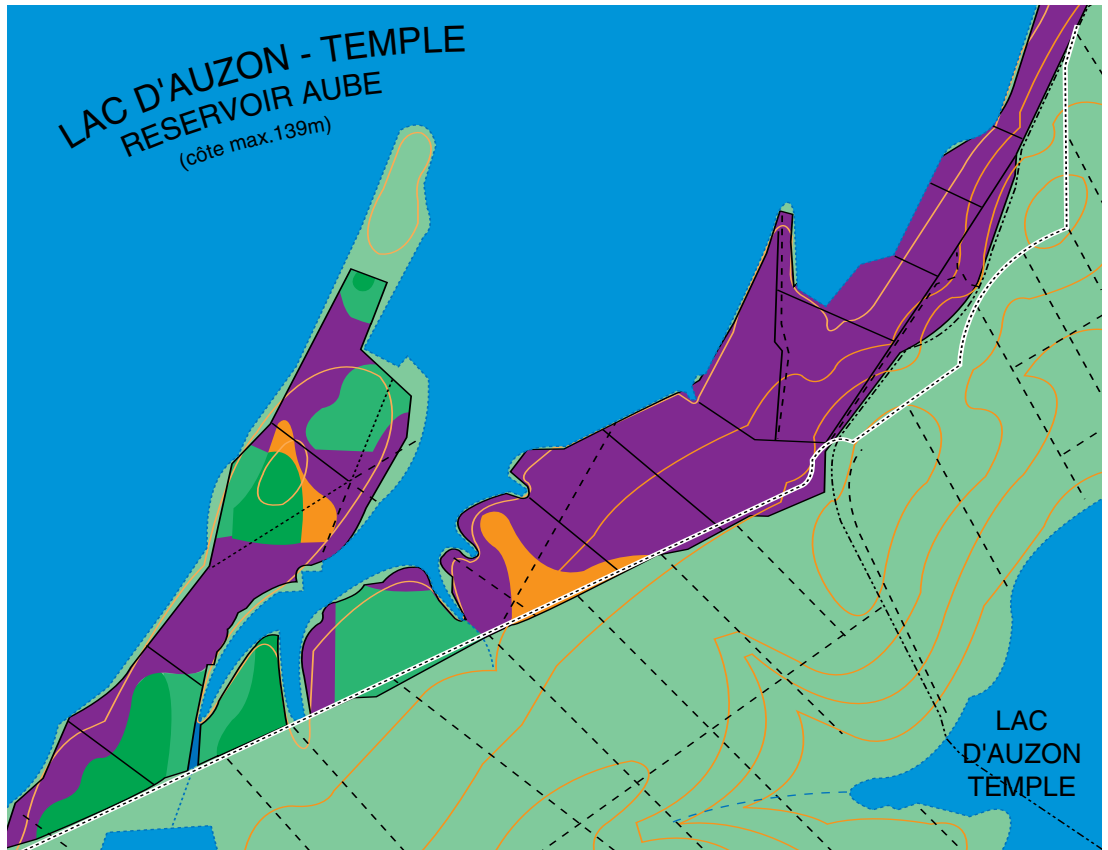 LAC D'AUZON - TEMPLE
RESERVOIR AUBE
(côte max.139m)
LAC
D'AUZON
TEMPLE